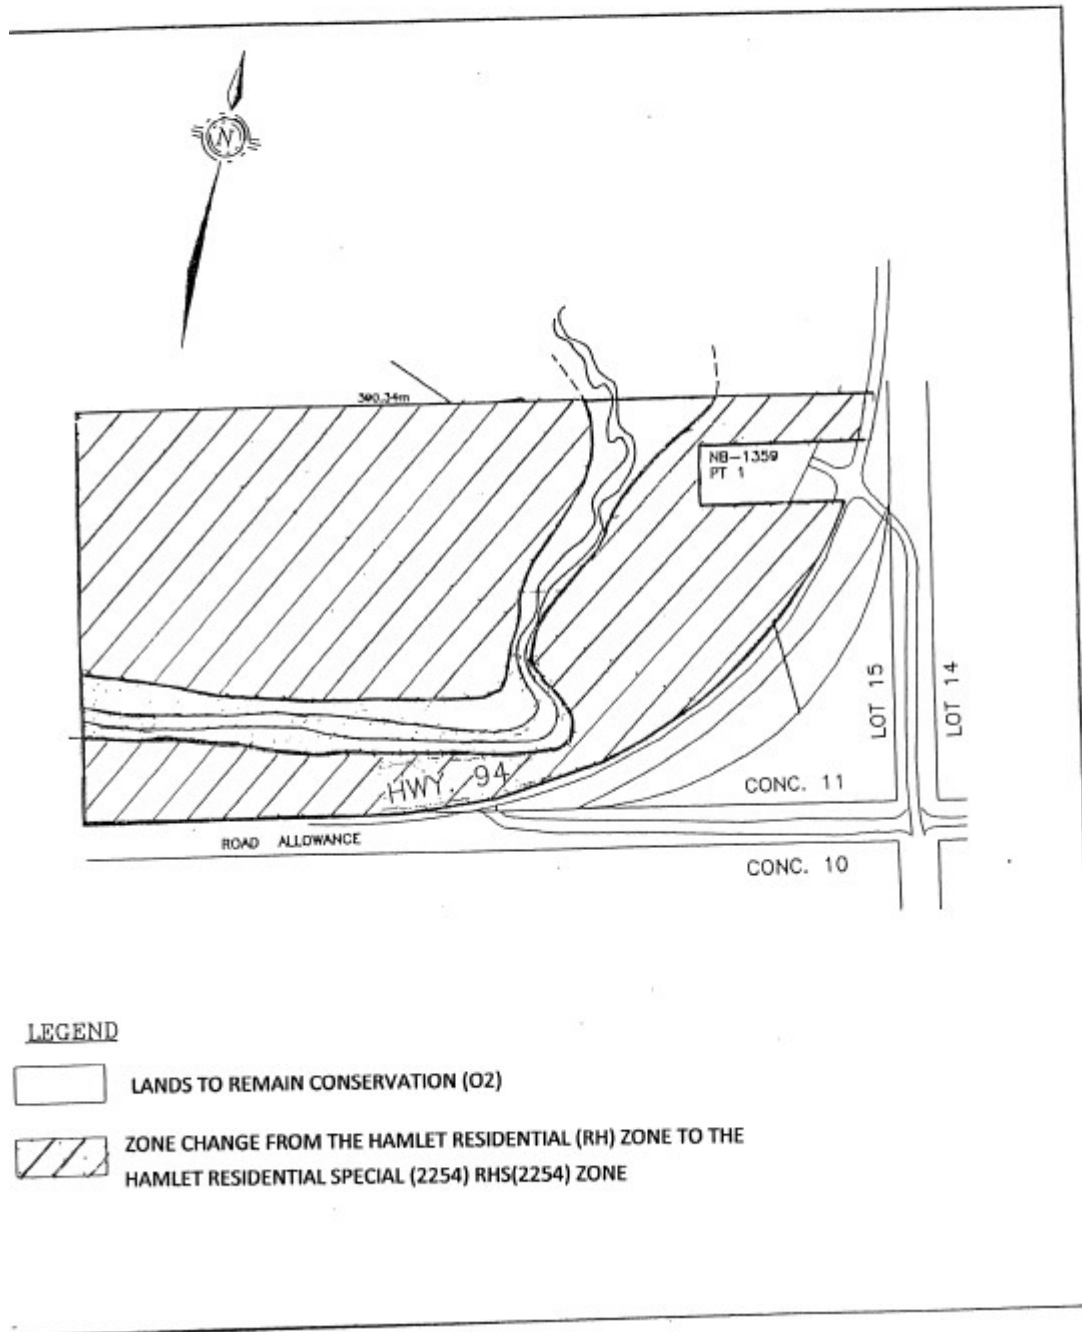 N
390.34m
NB-1359
PT 1
HWY. 94
LOT 15
LOT 14
CONC. 11
ROAD ALLOWANCE
CONC. 10
LEGEND
LANDS TO REMAIN CONSERVATION (O2)
ZONE CHANGE FROM THE HAMLET RESIDENTIAL (RH) ZONE TO THE
HAMLET RESIDENTIAL SPECIAL (2254) RHS(2254) ZONE